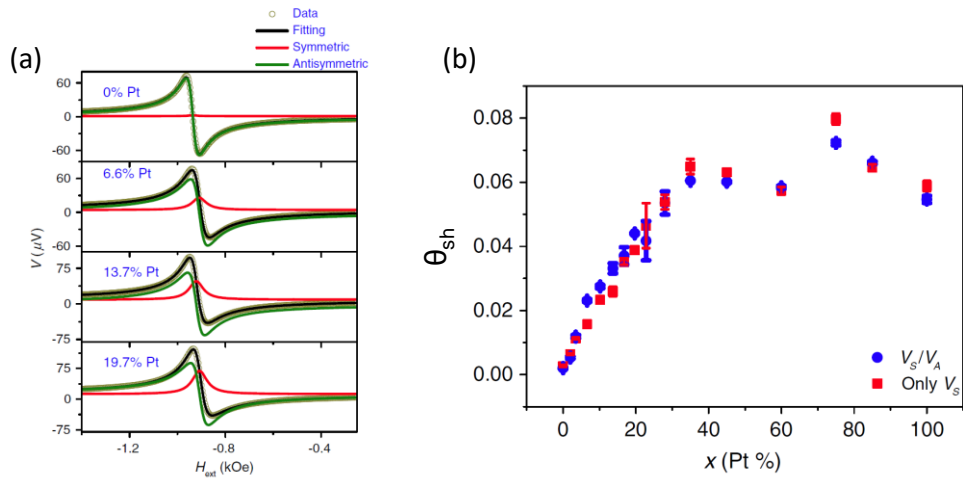 Data
Fitting
Symmetric
Antisymmetric
(a)
(b)
0% Pt
60
0
-60
6.6% Pt
60
0
-60
13.7% Pt
75
0
-75
19.7% Pt
75
0
-75
V (μV)
-1.2 -0.8 -0.4
H_ext (kOe)
θ_sh
0.08
0.06
0.04
0.02
0.00
V_S/V_A
Only V_S
0 20 40 60 80 100
x (Pt %)